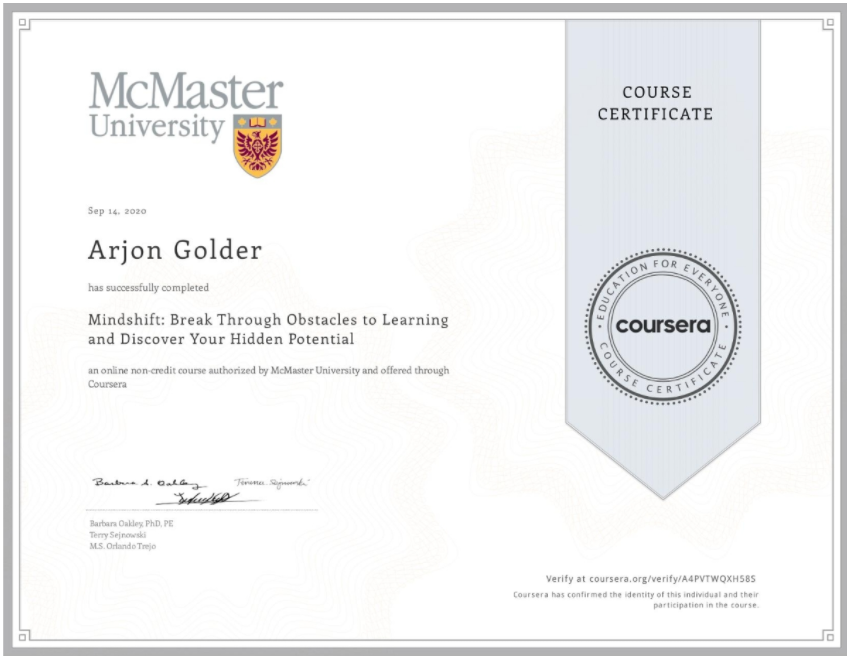 McMaster
University
COURSE
CERTIFICATE
Sep 14, 2020
Arjon Golder
has successfully completed
Mindshift: Break Through Obstacles to Learning
and Discover Your Hidden Potential
an online non-credit course authorized by McMaster University and offered through
Coursera
EDUCATION FOR EVERYONE
coursera
COURSE CERTIFICATE
Barbara A. Oakley
Terrence Sejnowski
Barbara Oakley, PhD, PE
Terry Sejnowski
M.S. Orlando Trejo
Verify at coursera.org/verify/A4PVTWQXH58S
Coursera has confirmed the identity of this individual and their
participation in the course.